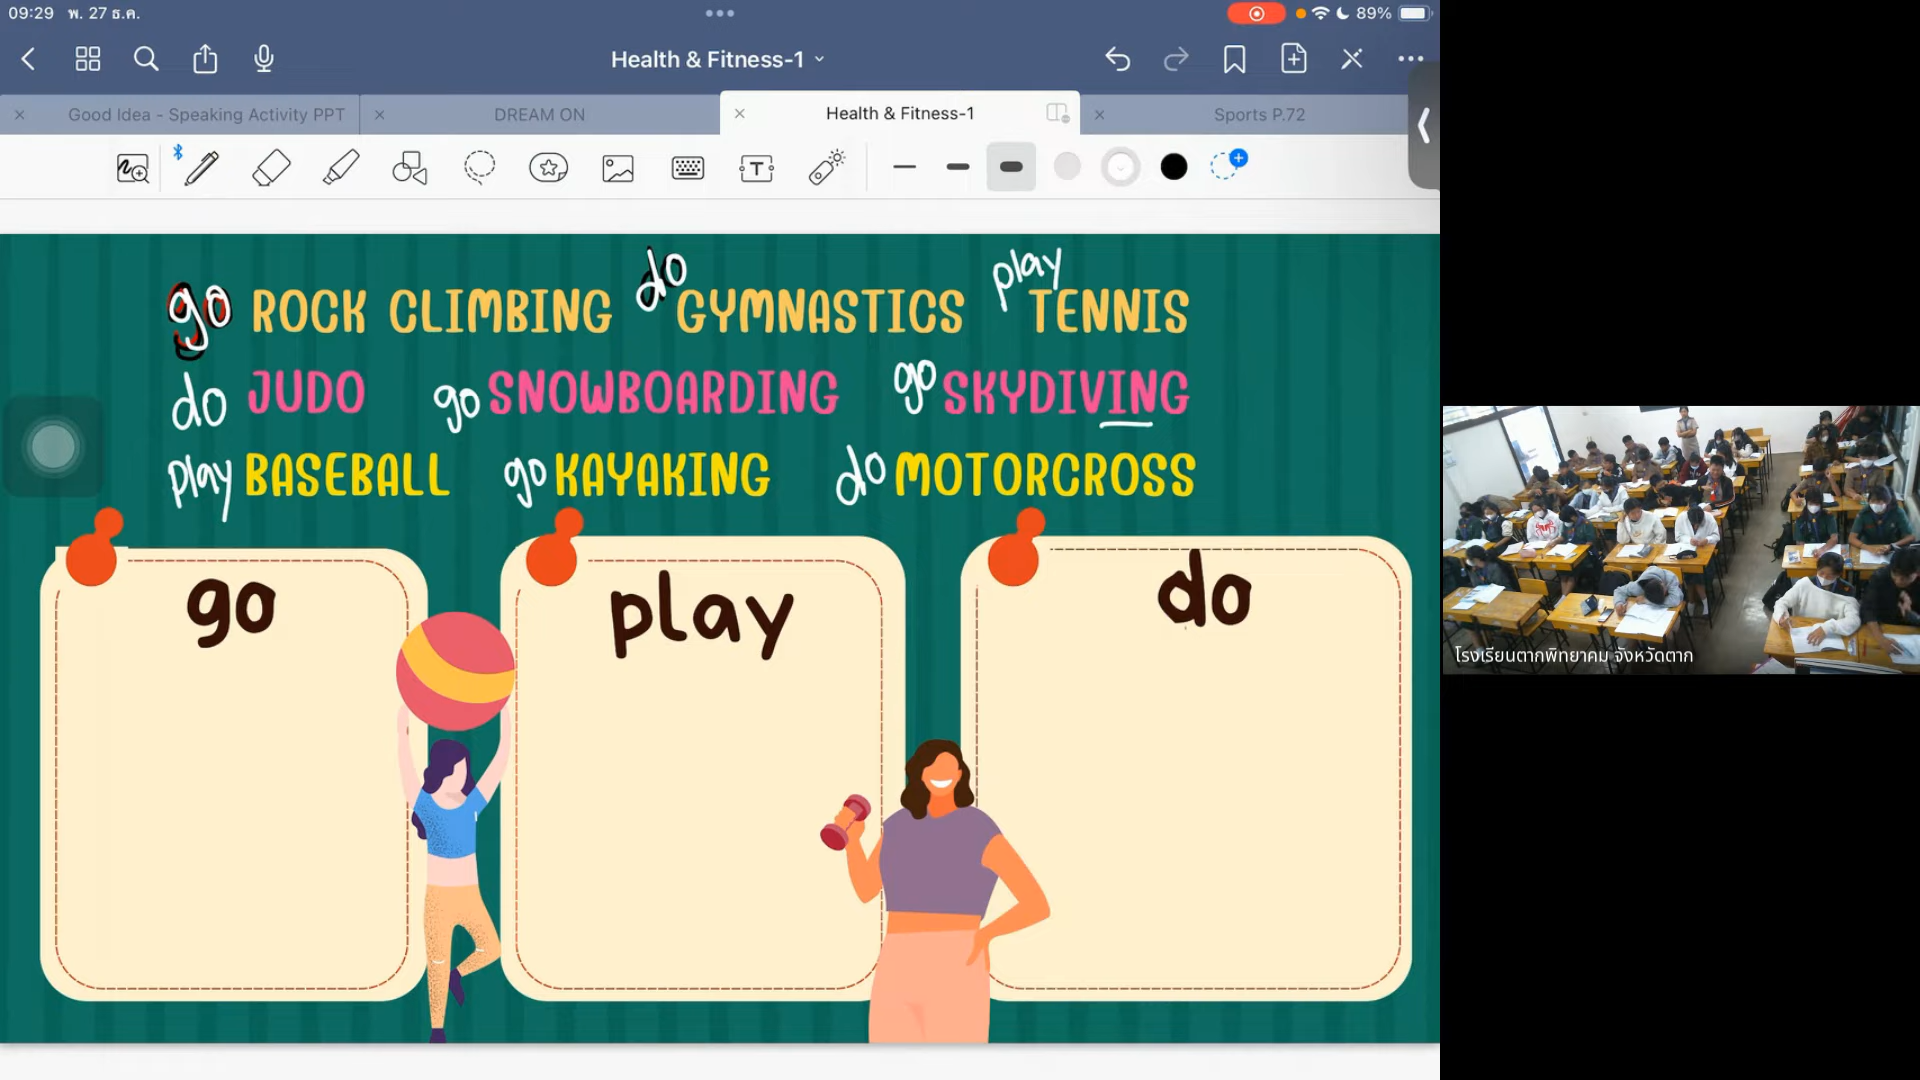 09:29 พ. 27 ธ.ค.
89%
Health & Fitness-1
Good Idea - Speaking Activity PPT
DREAM ON
Health & Fitness-1
Sports P.72
go ROCK CLIMBING do GYMNASTICS play TENNIS
do JUDO go SNOWBOARDING go SKYDIVING
play BASEBALL go KAYAKING do MOTORCROSS
go
play
do
โรงเรียนตากพิทยาคม จังหวัดตาก